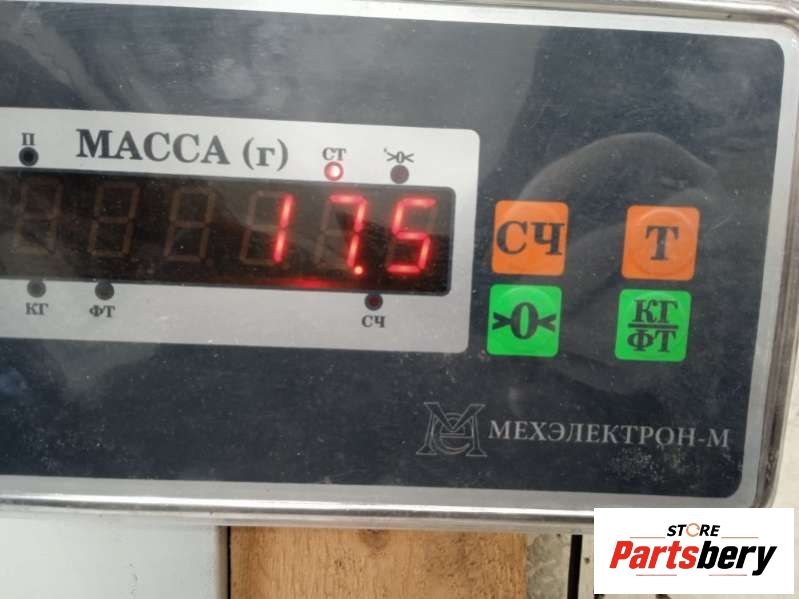 П МАССА (г) СТ >0<
17.5
КГ ФТ СЧ
СЧ Т
>0< КГ/ФТ
МЕХЭЛЕКТРОН-М
STORE
Partsbery